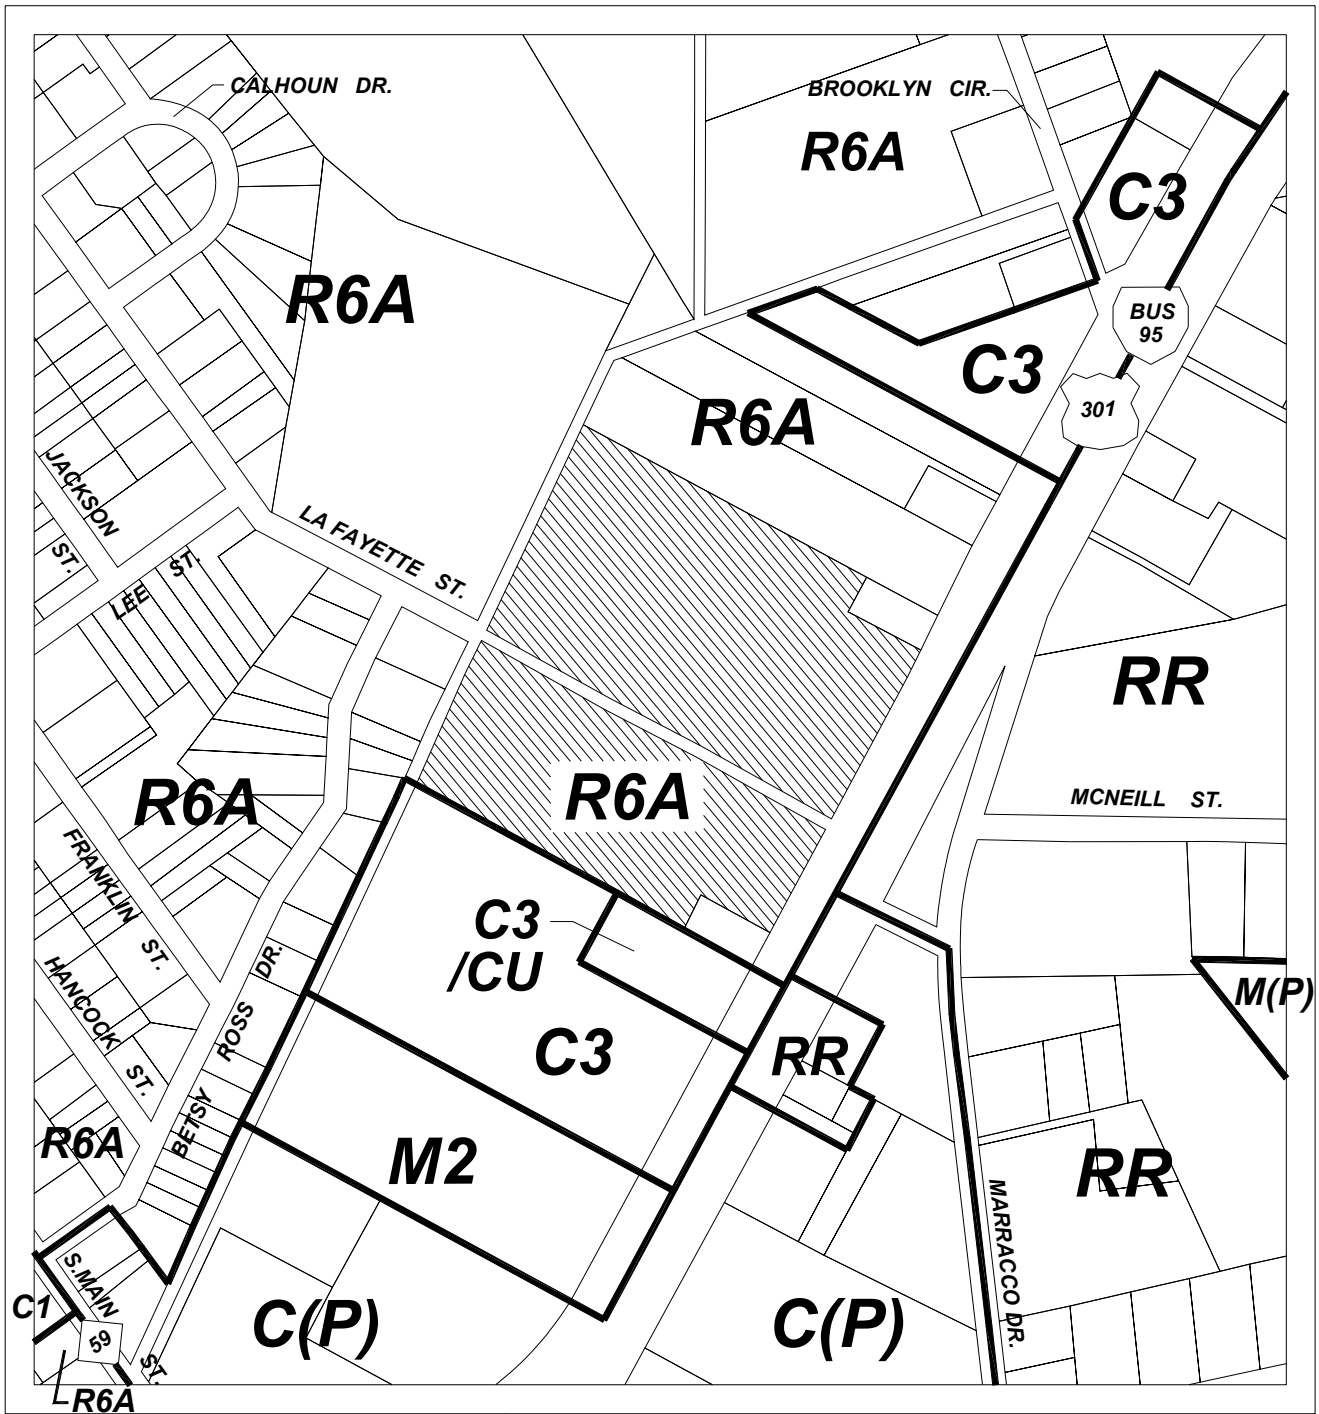 CALHOUN DR.
BROOKLYN CIR.
R6A
C3
R6A
BUS
95
C3
301
R6A
JACKSON
ST.
LA FAYETTE ST.
LEE ST.
RR
R6A
R6A
MCNEILL ST.
FRANKLIN
ST.
C3
/CU
HANCOCK
ST.
BETSY ROSS DR.
M(P)
C3
RR
R6A
M2
RR
MARRACCO DR.
S.MAIN
ST.
C1
59
C(P)
C(P)
R6A